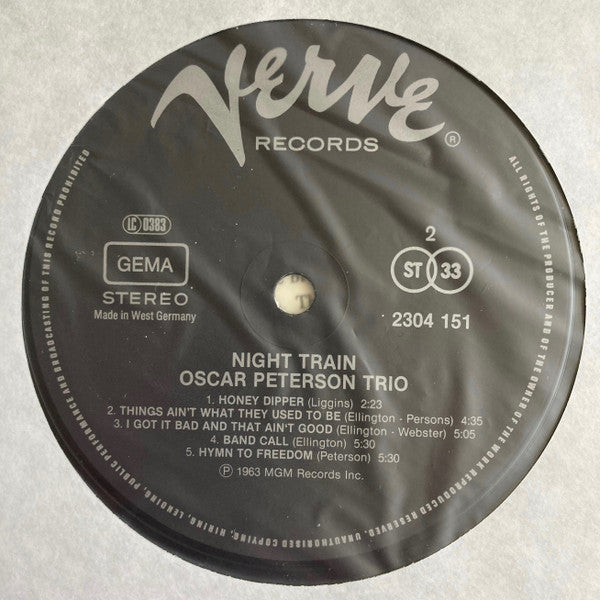 Verve
RECORDS ®
LC 0383
GEMA
STEREO
Made in West Germany
2
ST 33
2304 151
NIGHT TRAIN
OSCAR PETERSON TRIO
1. HONEY DIPPER (Liggins) 2:23
2. THINGS AIN'T WHAT THEY USED TO BE (Ellington - Persons) 4:35
3. I GOT IT BAD AND THAT AIN'T GOOD (Ellington - Webster) 5:05
4. BAND CALL (Ellington) 5:30
5. HYMN TO FREEDOM (Peterson) 5:30
℗ 1963 MGM Records Inc.
ALL RIGHTS OF THE PRODUCER AND OF THE OWNER OF THE WORK REPRODUCED RESERVED. UNAUTHORISED COPYING, HIRING, LENDING, PUBLIC PERFORMANCE AND BROADCASTING OF THIS RECORD PROHIBITED